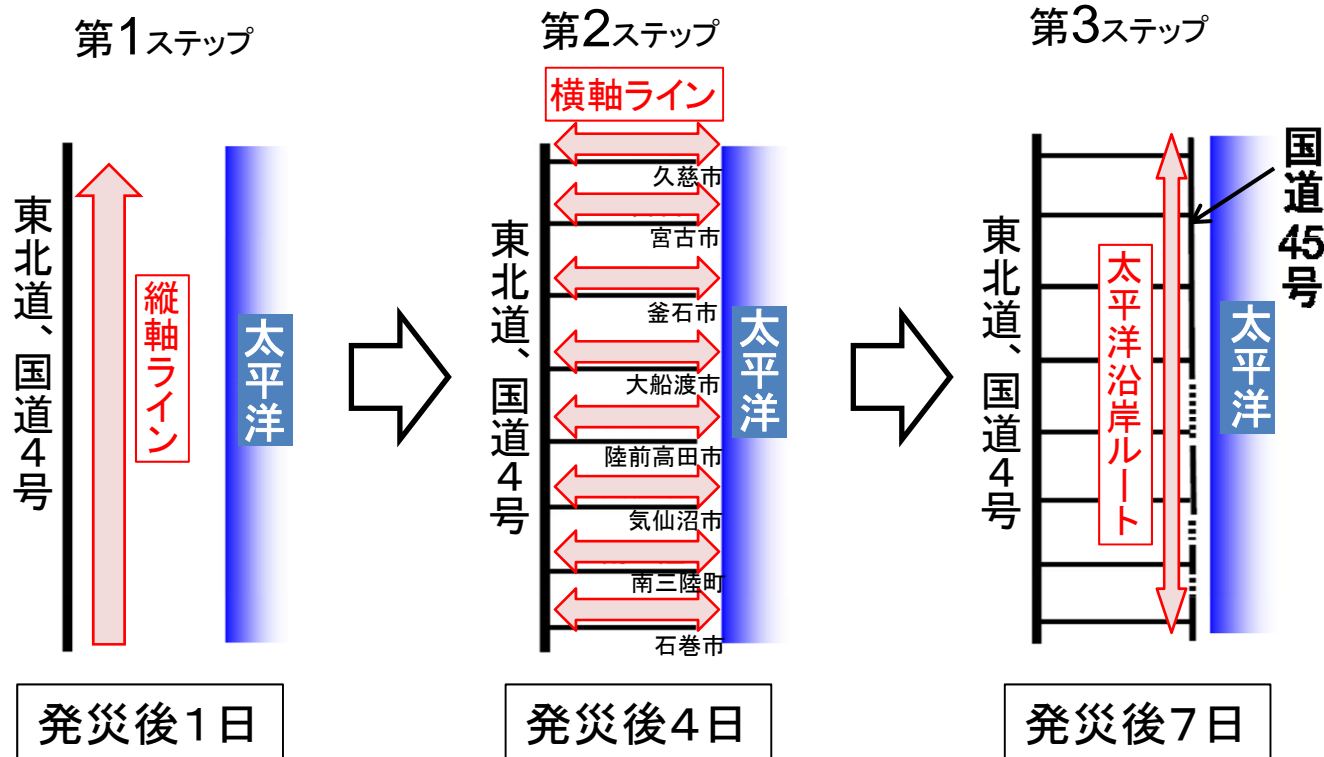 第1ステップ
東北道、国道4号
縦軸ライン
太平洋
発災後1日
第2ステップ
横軸ライン
東北道、国道4号
久慈市
宮古市
釜石市
大船渡市
陸前高田市
気仙沼市
南三陸町
石巻市
太平洋
発災後4日
第3ステップ
東北道、国道4号
太平洋沿岸ルート
国道45号
太平洋
発災後7日